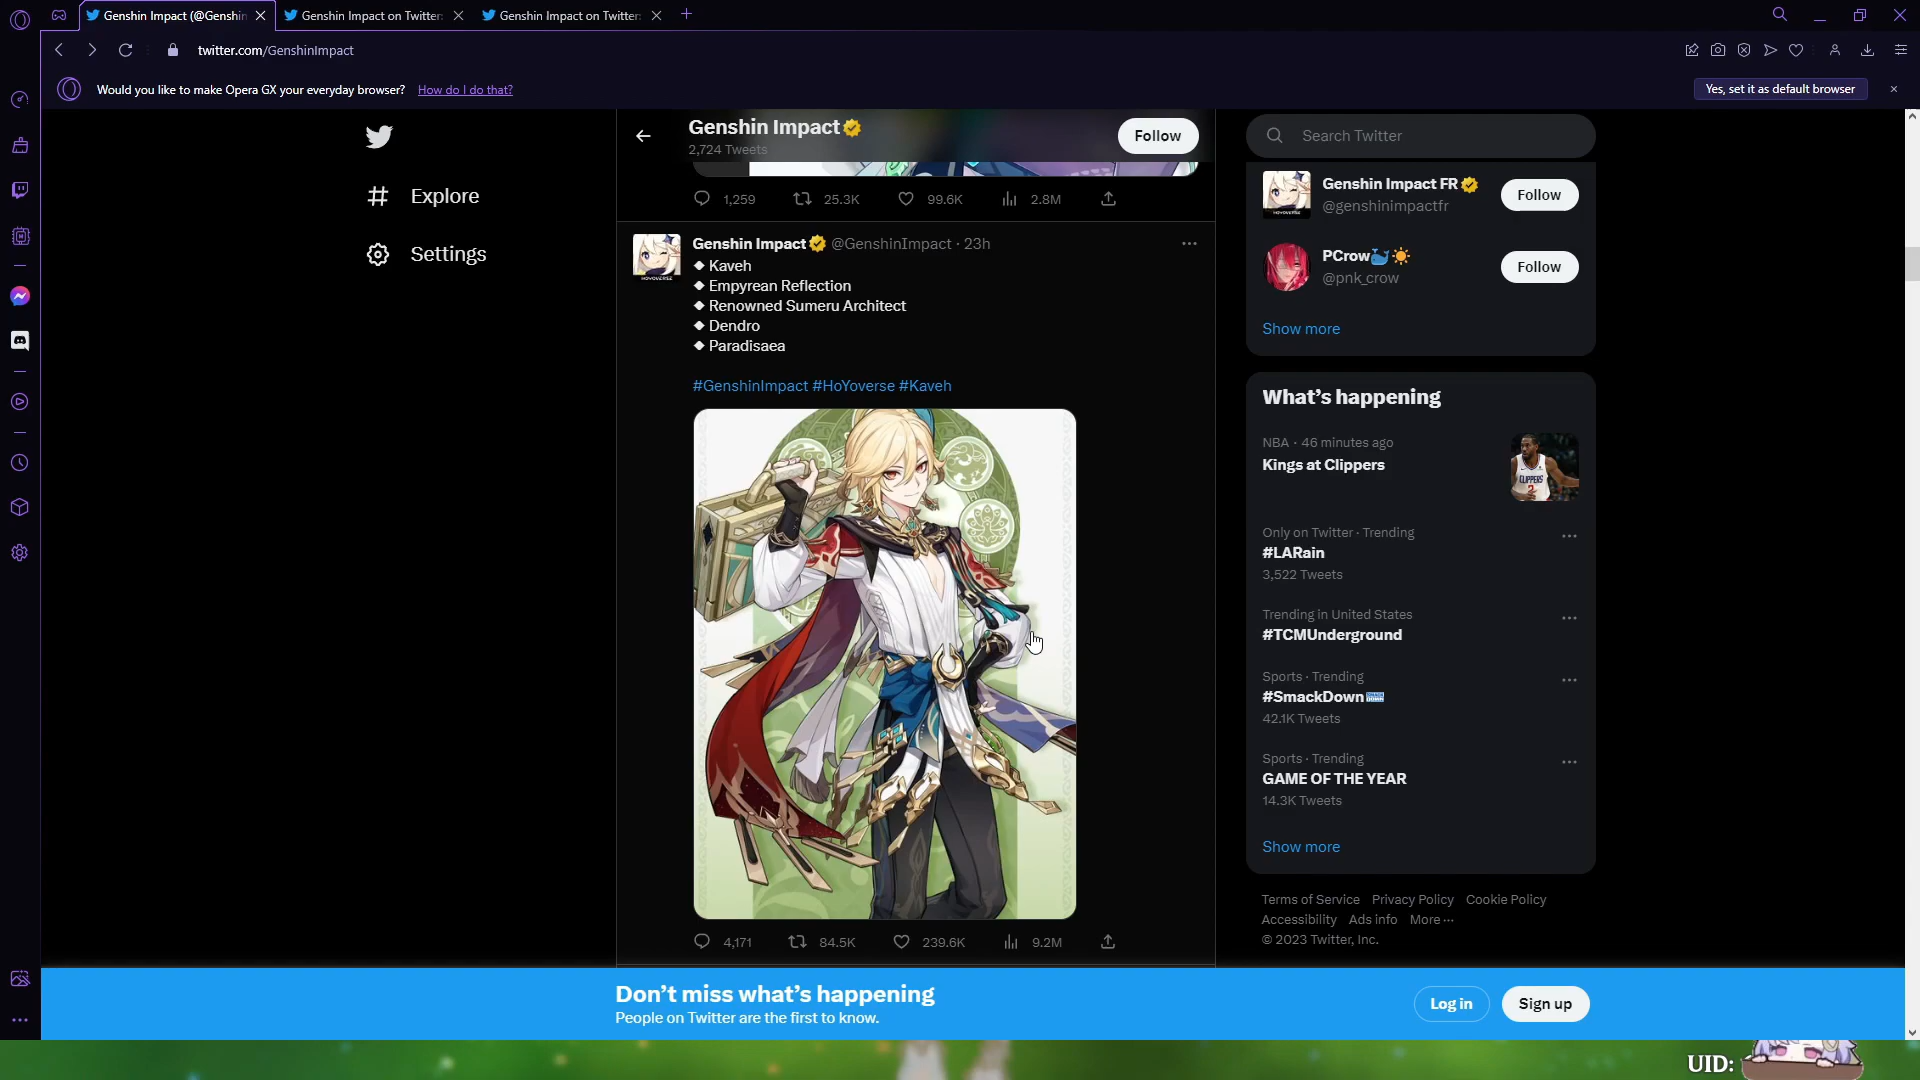 Genshin Impact (@Genshin
Genshin Impact on Twitter:
Genshin Impact on Twitter:
twitter.com/GenshinImpact
Would you like to make Opera GX your everyday browser? How do I do that?
Yes, set it as default browser
Explore
Settings
Genshin Impact
2,724 Tweets
Follow
1,259 25.3K 99.6K 2.8M
Genshin Impact @GenshinImpact · 23h
◆ Kaveh
◆ Empyrean Reflection
◆ Renowned Sumeru Architect
◆ Dendro
◆ Paradisaea
#GenshinImpact #HoYoverse #Kaveh
4,171 84.5K 239.6K 9.2M
Search Twitter
Genshin Impact FR
@genshinimpactfr
Follow
HOYOVERSE
PCrow
@pnk_crow
Follow
Show more
What's happening
NBA · 46 minutes ago
Kings at Clippers
CLIPPERS
2
Only on Twitter · Trending
#LARain
3,522 Tweets
Trending in United States
#TCMUnderground
Sports · Trending
#SmackDown
42.1K Tweets
Sports · Trending
GAME OF THE YEAR
14.3K Tweets
Show more
Terms of Service Privacy Policy Cookie Policy
Accessibility Ads info More ···
© 2023 Twitter, Inc.
Don't miss what's happening
People on Twitter are the first to know.
Log in
Sign up
UID: